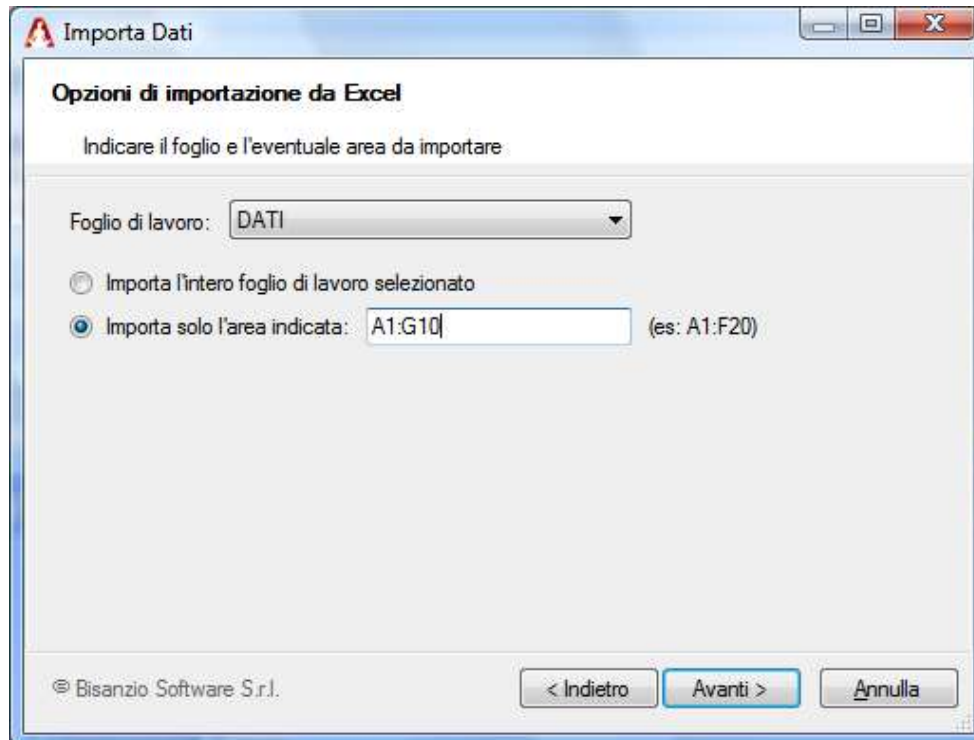 Importa Dati
Opzioni di importazione da Excel
Indicare il foglio e l'eventuale area da importare
Foglio di lavoro: DATI
Importa l'intero foglio di lavoro selezionato
Importa solo l'area indicata: A1:G10 (es: A1:F20)
© Bisanzio Software S.r.l. < Indietro Avanti > Annulla